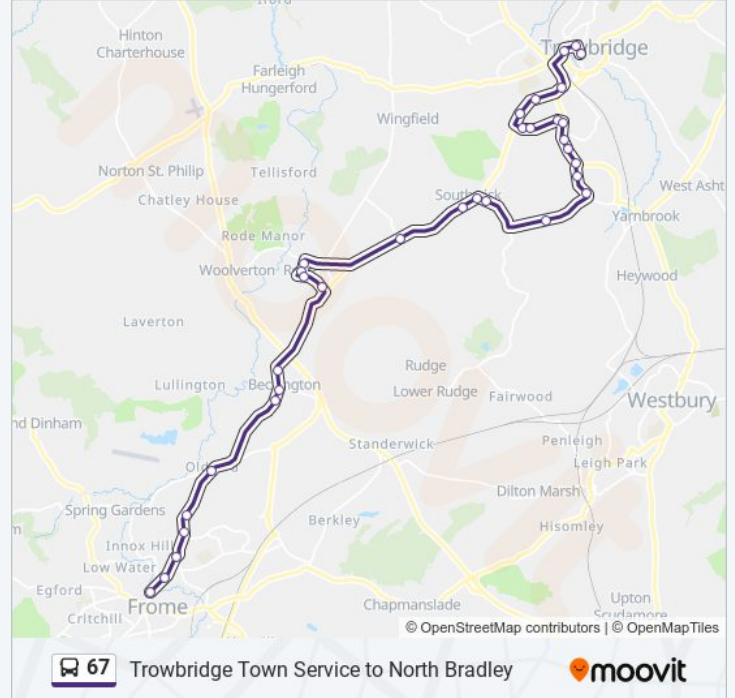 Iford
Hinton
Charterhouse
Trowbridge
Farleigh
Hungerford
Wingfield
Norton St. Philip
Tellisford
Chatley House
Southwick
West Asht
Yarnbrook
Rode Manor
Woolverton R
Heywood
Laverton
Rudge
Lullington
Beckington
Lower Rudge
Fairwood
Westbury
nd Dinham
Standerwick
Penleigh
Leigh Park
Dilton Marsh
Spring Gardens
Berkley
Hisomley
Innox Hill
Low Water
Egford
Frome
Critchill
Chapmanslade
Upton
Scudamore
© OpenStreetMap contributors | © OpenMapTiles
67 Trowbridge Town Service to North Bradley
moovit